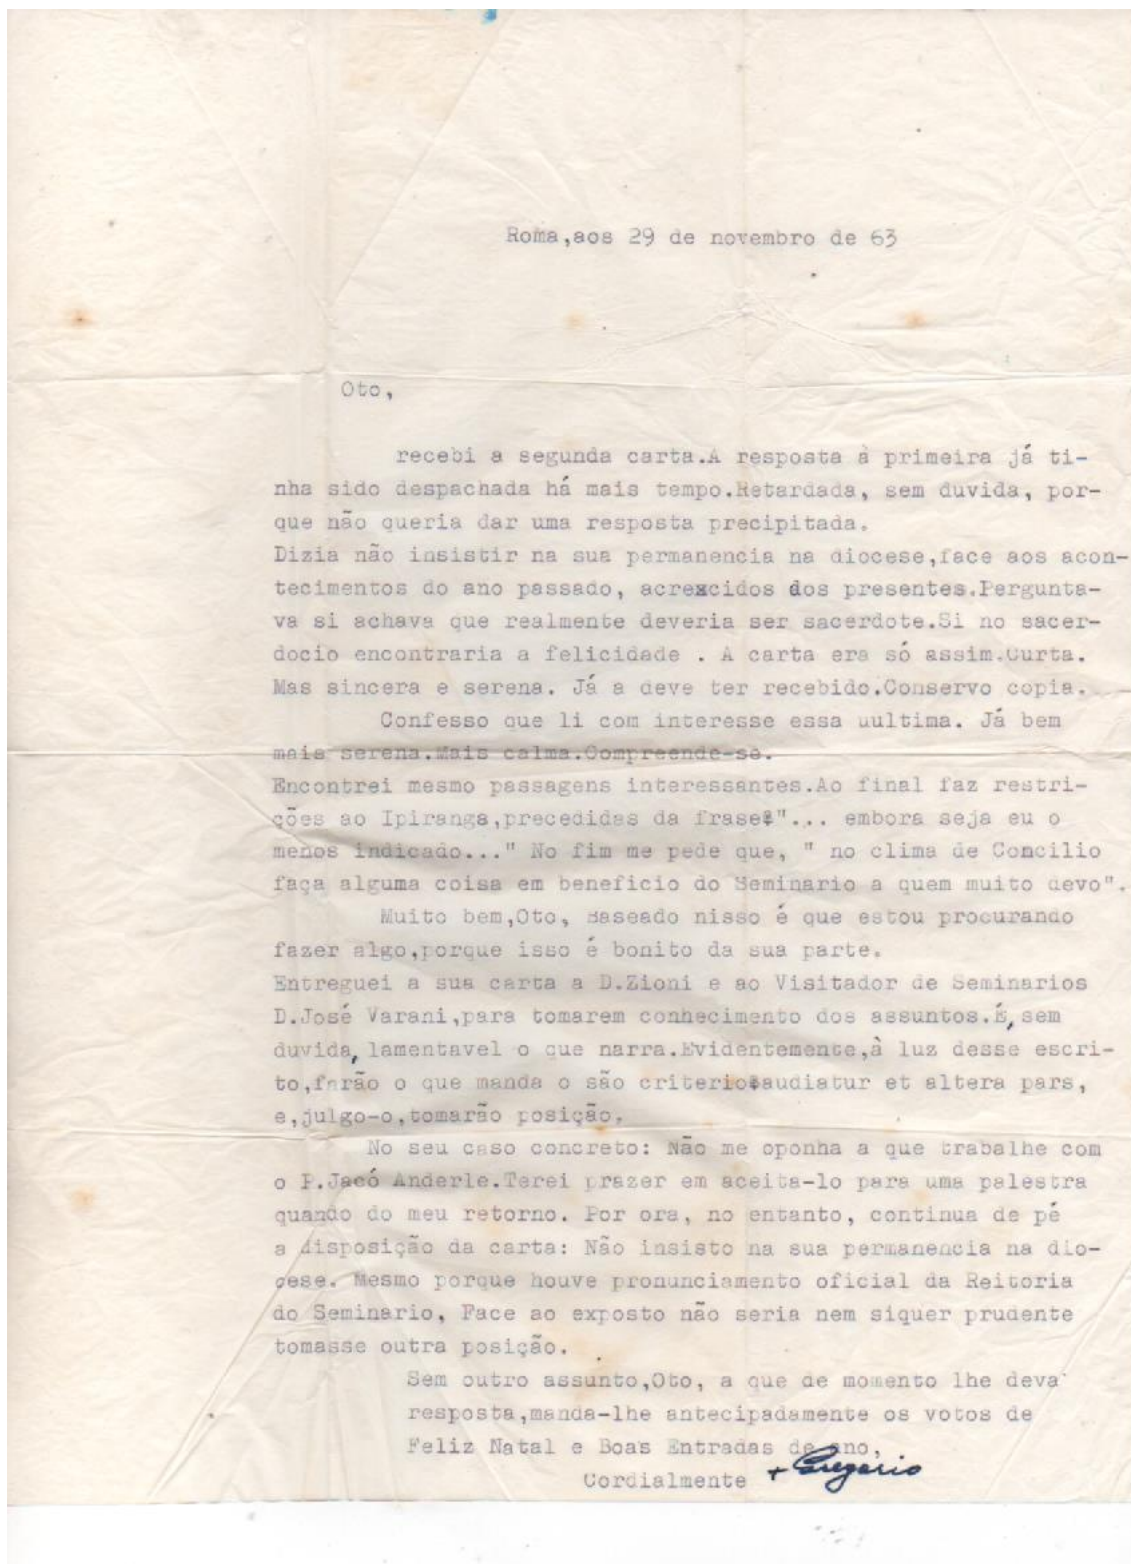 Roma,aos 29 de novembro de 63
Oto,
recebi a segunda carta.A resposta à primeira já ti-
nha sido despachada há mais tempo.Retardada, sem duvida, por-
que não queria dar uma resposta precipitada.
Dizia não insistir na sua permanencia na diocese,face aos acon-
tecimentos do ano passado, acrexcidos dos presentes.Pergunta-
va si achava que realmente deveria ser sacerdote.Si no sacer-
docio encontraria a felicidade . A carta era só assim.Curta.
Mas sincera e serena. Já a deve ter recebido.Conservo copia.
Confesso que li com interesse essa uultima. Já bem
mais serena.Mais calma.Compreende-se.
Encontrei mesmo passagens interessantes.Ao final faz restri-
ções ao Ipiranga,precedidas da frase:"... embora seja eu o
menos indicado..." No fim me pede que, " no clima de Concilio
faça alguma coisa em beneficio do Seminario a quem muito devo".
Muito bem,Oto, Baseado nisso é que estou procurando
fazer algo,porque isso é bonito da sua parte.
Entreguei a sua carta a D.Zioni e ao Visitador de Seminarios
D.José Varani,para tomarem conhecimento dos assuntos.É,sem
duvida, lamentavel o que narra.Evidentemente,à luz desse escri-
to,farão o que manda o são criterio:audiatur et altera pars,
e,julgo-o,tomarão posição.
No seu caso concreto: Não me oponha a que trabalhe com
o P.Jacó Anderle.Terei prazer em aceita-lo para uma palestra
quando do meu retorno. Por ora, no entanto, continua de pé
a disposição da carta: Não insisto na sua permanencia na dio-
cese. Mesmo porque houve pronunciamento oficial da Reitoria
do Seminario, Face ao exposto não seria nem siquer prudente
tomasse outra posição.
Sem outro assunto,Oto, a que de momento lhe deva
resposta,manda-lhe antecipadamente os votos de
Feliz Natal e Boas Entradas de ano,
Cordialmente + Gregório